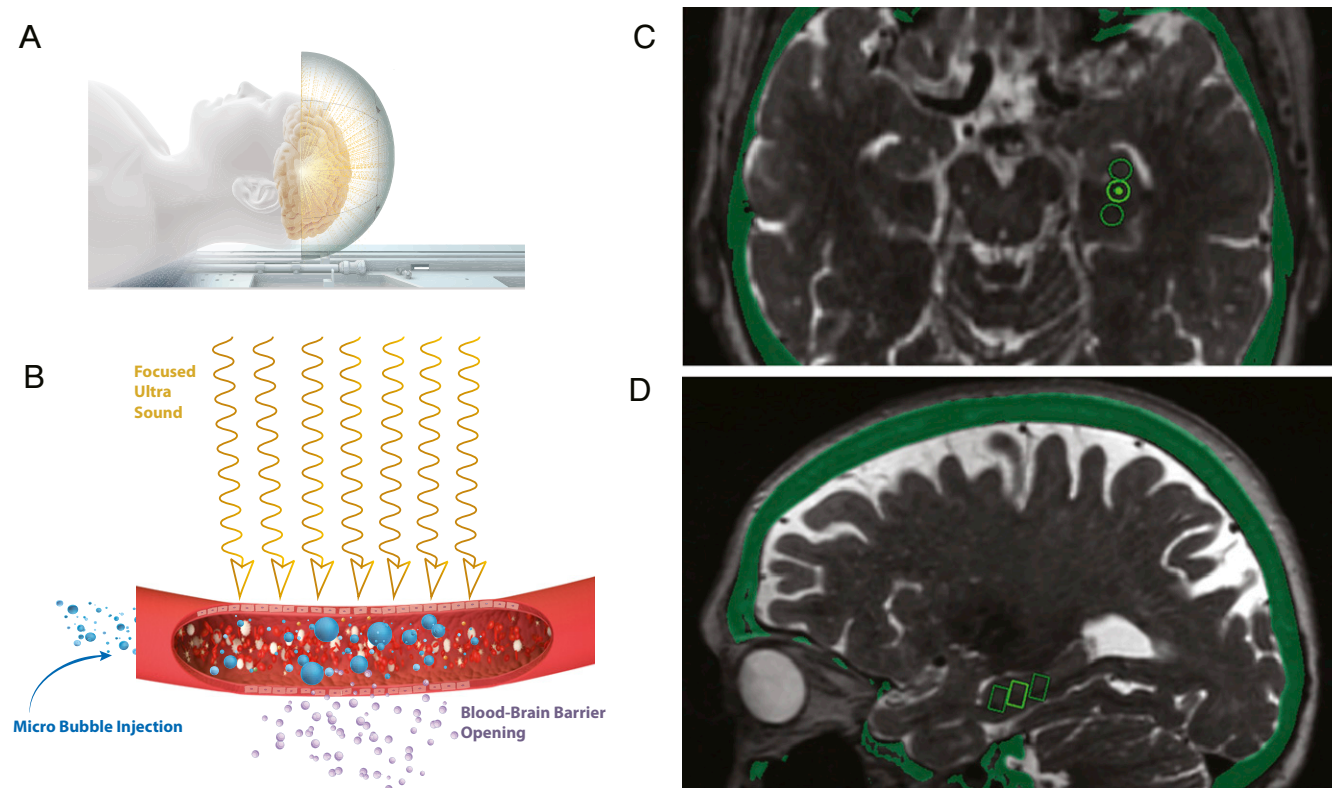 A
B
Focused
Ultra
Sound
Micro Bubble Injection
Blood-Brain Barrier
Opening
C
D